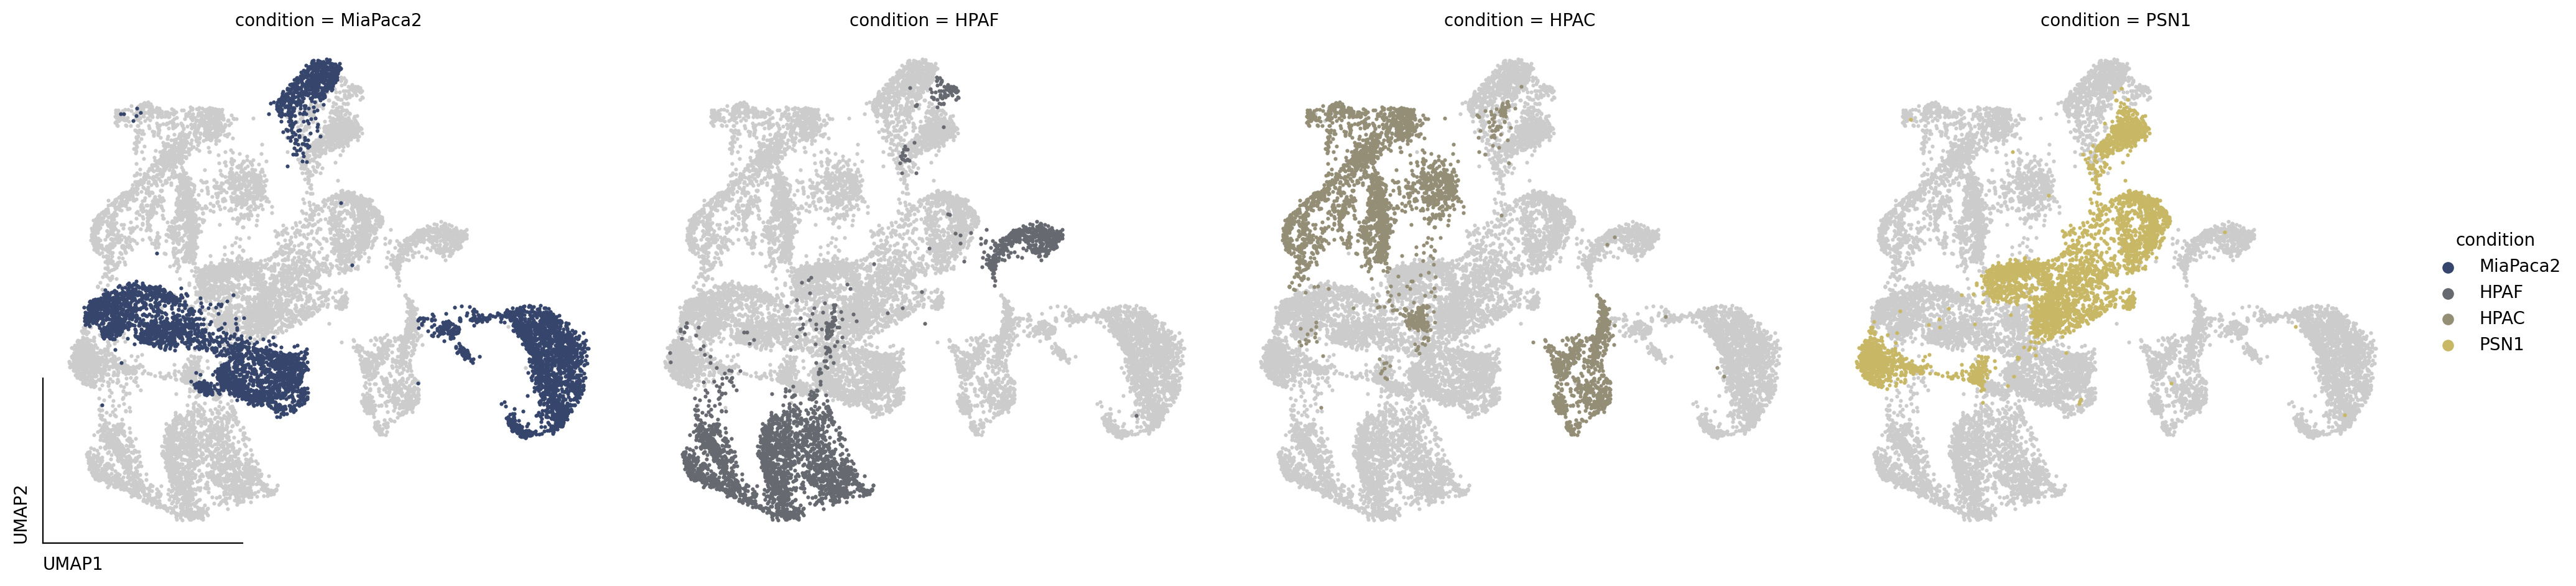 condition = MiaPaca2
condition = HPAF
condition = HPAC
condition = PSN1
condition
MiaPaca2
HPAF
HPAC
PSN1
UMAP2
UMAP1